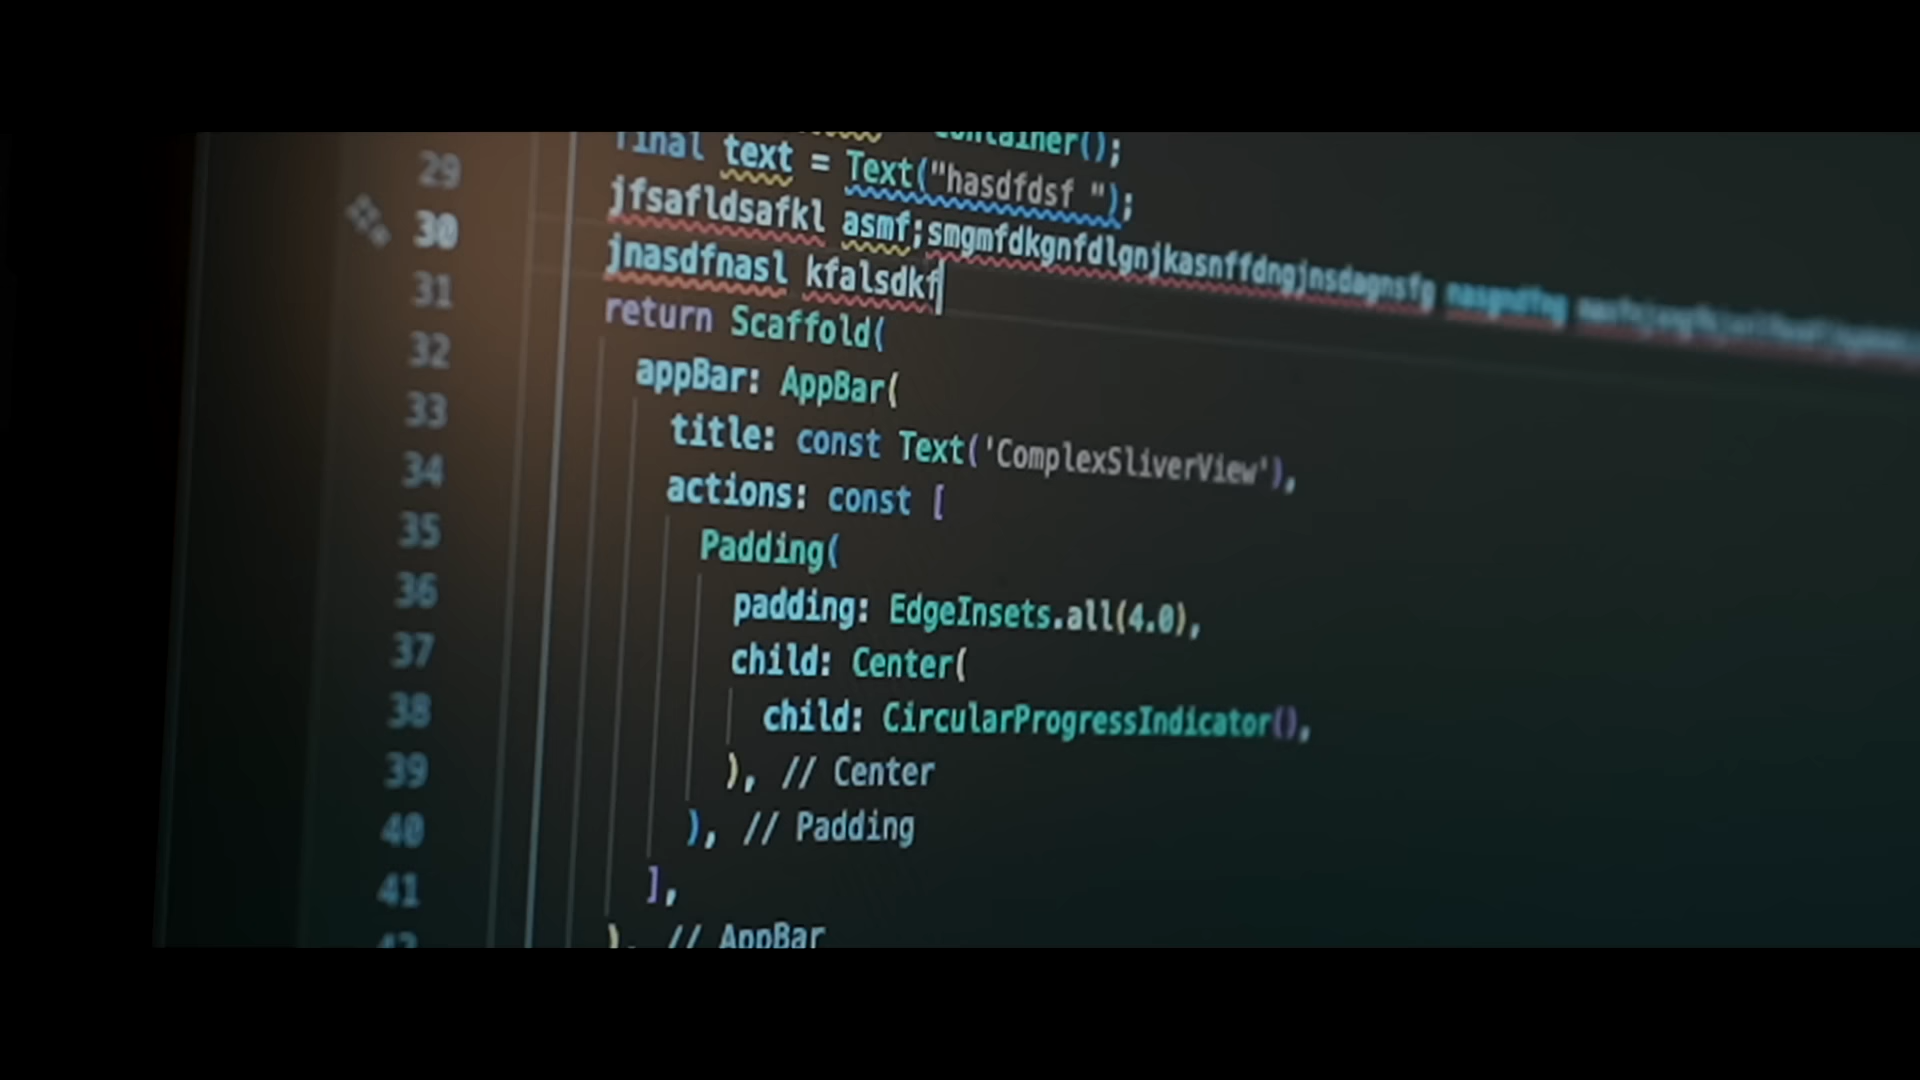 29
30
31
32
33
34
35
36
37
38
39
40
41
42
Container();
final text = Text("hasdfdsf ");
jfsafldsafkl asmf;smgmfdkgnfdlgnjkasnffdngjnsdagnsfg
jnasdfnasl kfalsdkf
return Scaffold(
appBar: AppBar(
title: const Text('ComplexSliverView'),
actions: const [
Padding(
padding: EdgeInsets.all(4.0),
child: Center(
child: CircularProgressIndicator(),
), // Center
), // Padding
],
), // AppBar